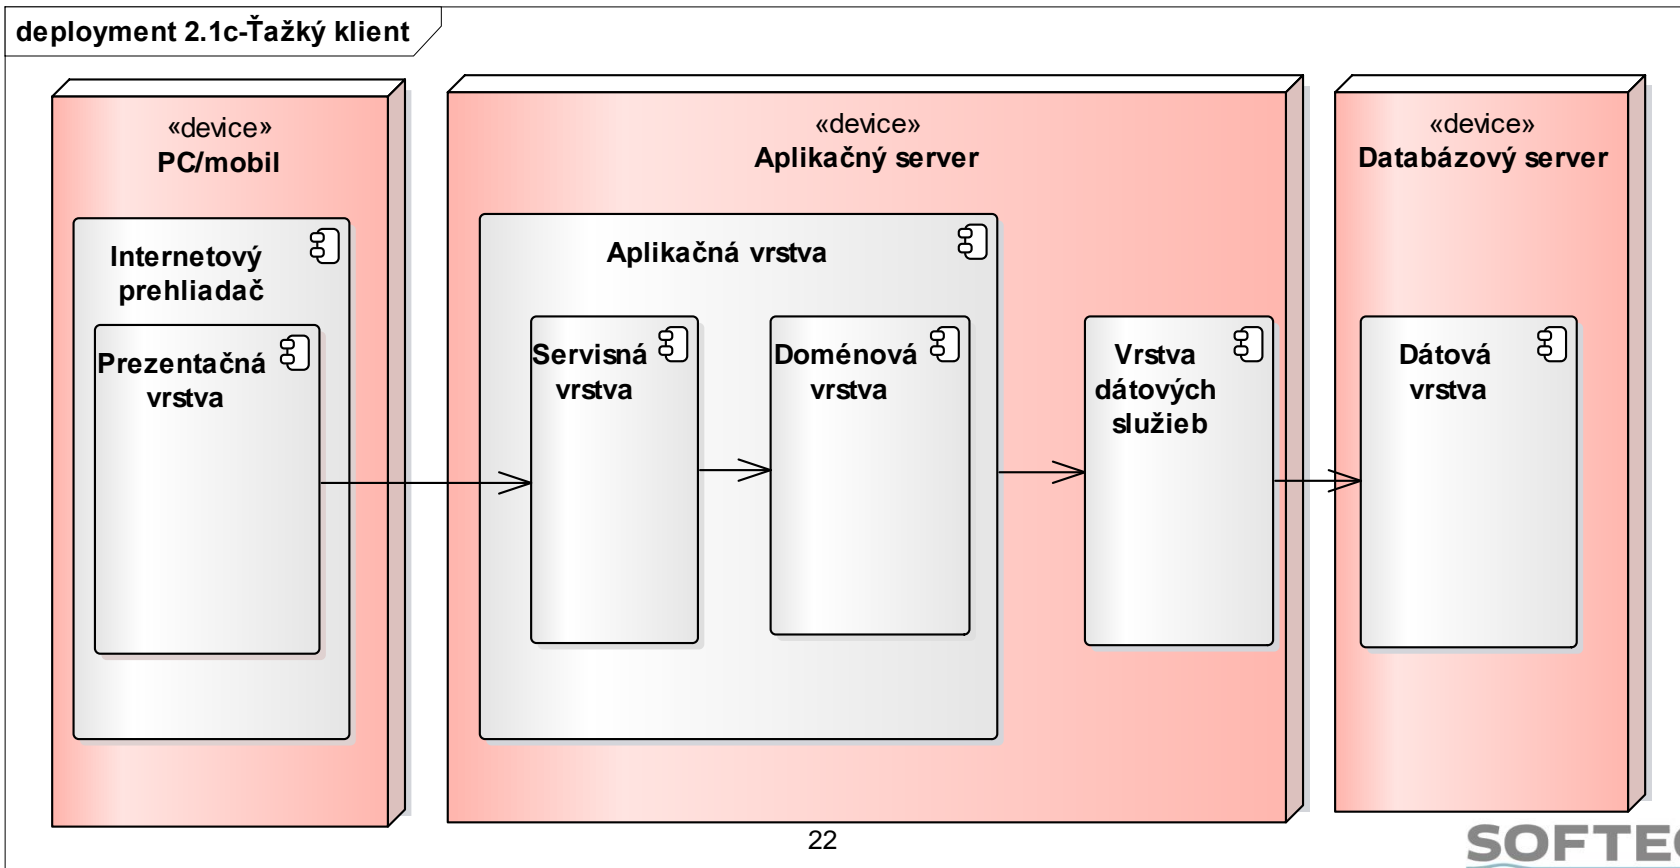 deployment 2.1c-Ťažký klient
«device»
PC/mobil
Internetový
prehliadač
Prezentačná
vrstva
«device»
Aplikačný server
Aplikačná vrstva
Servisná
vrstva
Doménová
vrstva
Vrstva
dátových
služieb
«device»
Databázový server
Dátová
vrstva
22
SOFTEC